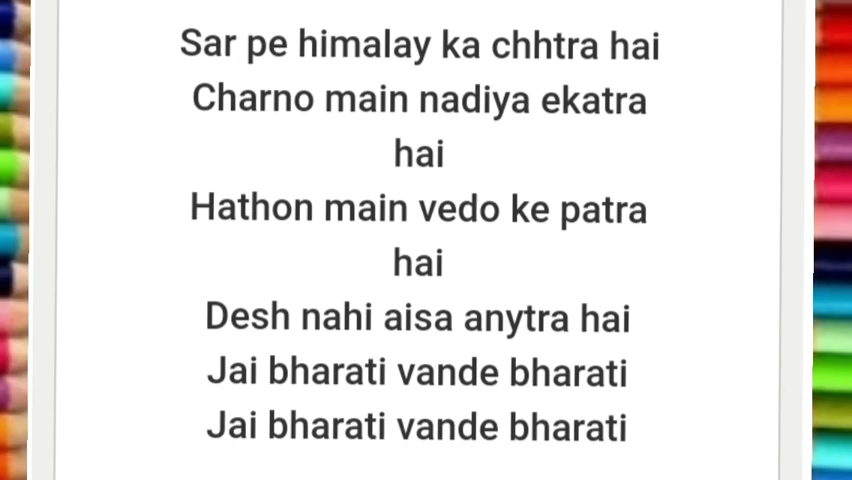 Sar pe himalay ka chhtra hai
Charno main nadiya ekatra
hai
Hathon main vedo ke patra
hai
Desh nahi aisa anytra hai
Jai bharati vande bharati
Jai bharati vande bharati